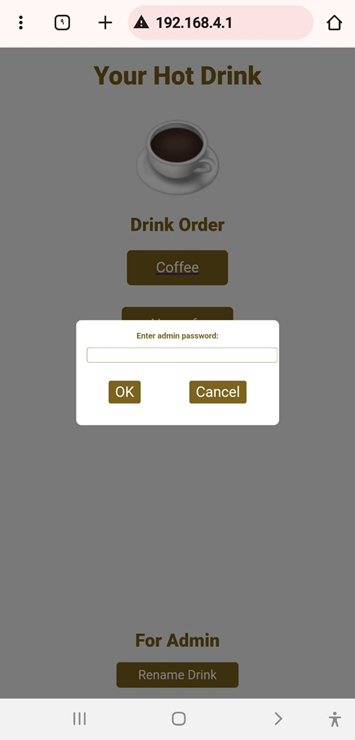 ٩
192.168.4.1
Your Hot Drink
Drink Order
Coffee
Enter admin password:
OK Cancel
For Admin
Rename Drink